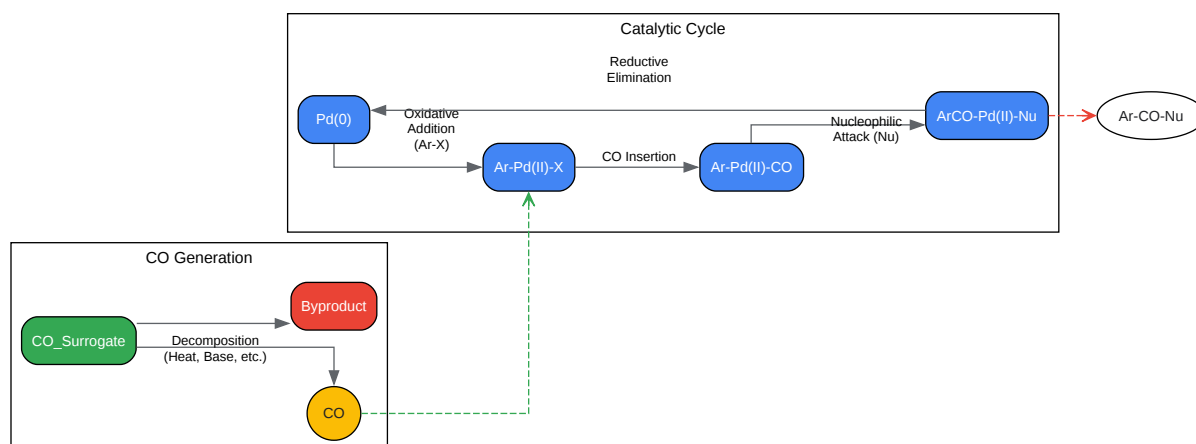 Catalytic Cycle
Reductive
Elimination
Pd(0)
Oxidative
Addition
(Ar-X)
Ar-Pd(II)-X
CO Insertion
Ar-Pd(II)-CO
Nucleophilic
Attack (Nu)
ArCO-Pd(II)-Nu
Ar-CO-Nu
CO Generation
CO_Surrogate
Byproduct
Decomposition
(Heat, Base, etc.)
CO